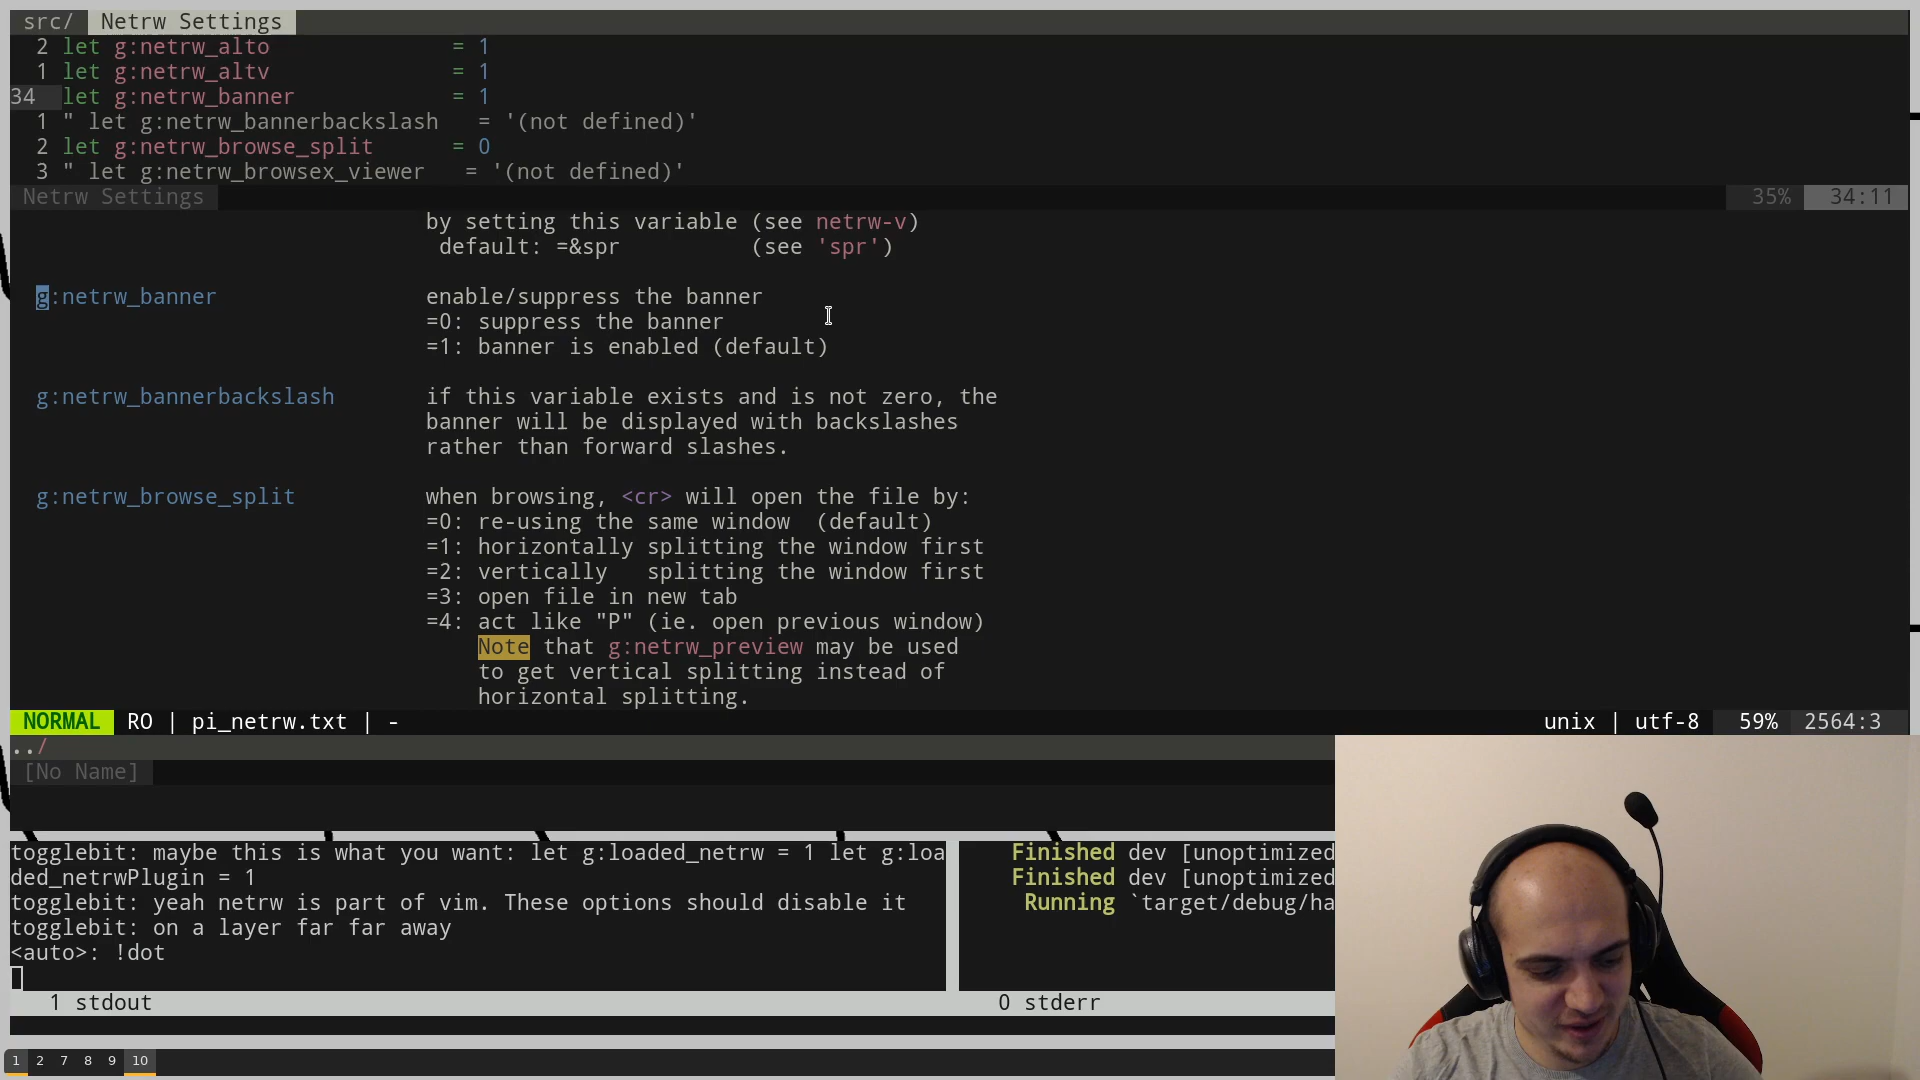 src/ Netrw Settings
2 let g:netrw_alto = 1
1 let g:netrw_altv = 1
34 let g:netrw_banner = 1
1 " let g:netrw_bannerbackslash = '(not defined)'
2 let g:netrw_browse_split = 0
3 " let g:netrw_browsex_viewer = '(not defined)'
Netrw Settings 35% 34:11
by setting this variable (see netrw-v)
default: =&spr (see 'spr')
g:netrw_banner enable/suppress the banner
=0: suppress the banner
=1: banner is enabled (default)
g:netrw_bannerbackslash if this variable exists and is not zero, the
banner will be displayed with backslashes
rather than forward slashes.
g:netrw_browse_split when browsing, <cr> will open the file by:
=0: re-using the same window (default)
=1: horizontally splitting the window first
=2: vertically splitting the window first
=3: open file in new tab
=4: act like "P" (ie. open previous window)
Note that g:netrw_preview may be used
to get vertical splitting instead of
horizontal splitting.
NORMAL RO | pi_netrw.txt | - unix | utf-8 59% 2564:3
../
[No Name]
togglebit: maybe this is what you want: let g:loaded_netrw = 1 let g:loa
ded_netrwPlugin = 1
togglebit: yeah netrw is part of vim. These options should disable it
togglebit: on a layer far far away
<auto>: !dot
1 stdout
Finished dev [unoptimized
Finished dev [unoptimized
Running `target/debug/ha
0 stderr
1 2 7 8 9 10